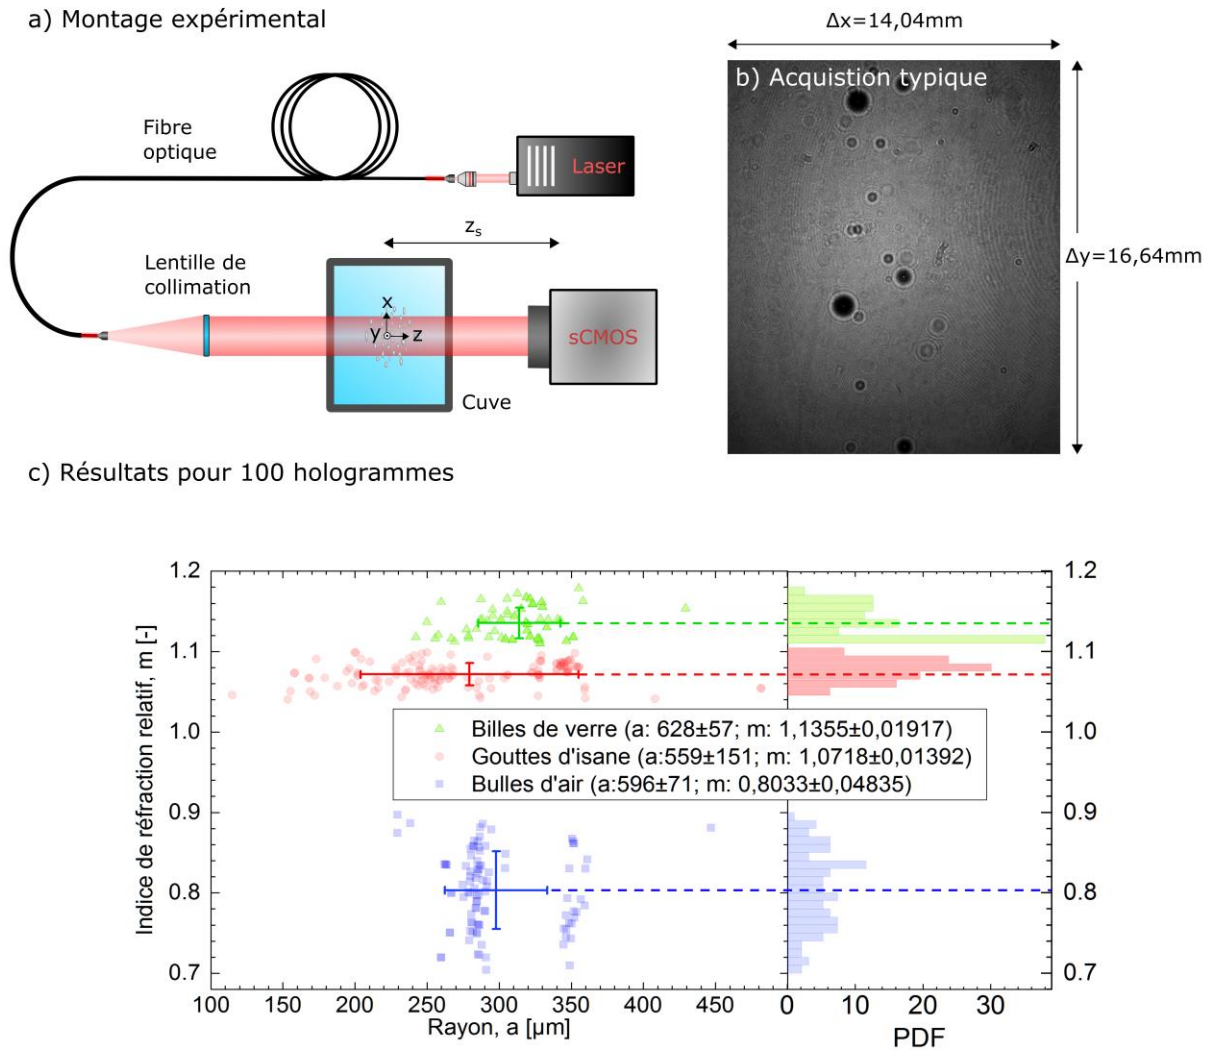 a) Montage expérimental
Δx=14,04mm
b) Acquistion typique
Fibre
optique
Laser
z_s
Lentille de
collimation
x
y
z
sCMOS
Cuve
Δy=16,64mm
c) Résultats pour 100 hologrammes
Indice de réfraction relatif, m [-]
1.2
1.1
1.0
0.9
0.8
0.7
Billes de verre (a: 628±57; m: 1,1355±0,01917)
Gouttes d'isane (a:559±151; m: 1,0718±0,01392)
Bulles d'air (a:596±71; m: 0,8033±0,04835)
1.2
1.1
1.0
0.9
0.8
0.7
100 150 200 250 300 350 400 450
0 10 20 30
Rayon, a [µm]
PDF